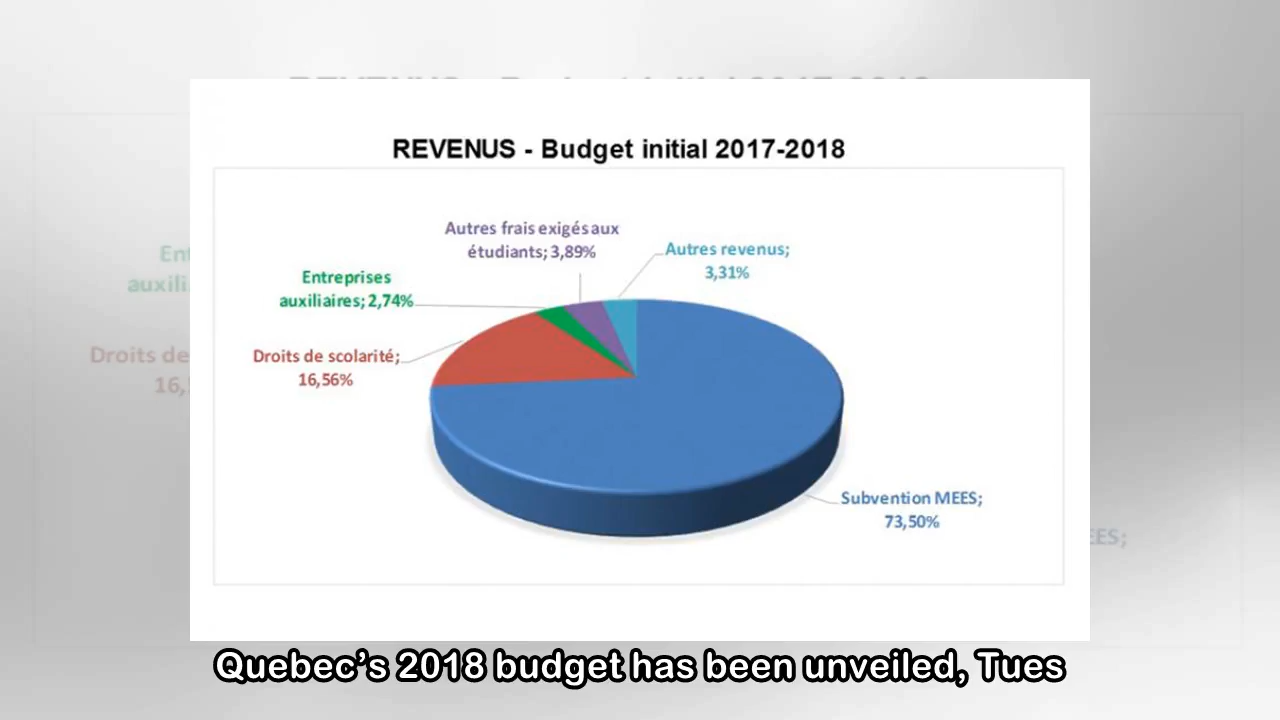 REVENUS - Budget initial 2017-2018
Autres frais exigés aux
étudiants; 3,89%
Autres revenus;
3,31%
Entreprises
auxiliaires; 2,74%
Droits de scolarité;
16,56%
Subvention MEES;
73,50%
Quebec’s 2018 budget has been unveiled, Tues